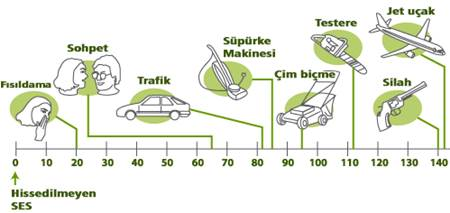 Fısıldama
Sohpet
Trafik
Süpürke
Makinesi
Çim biçme
Testere
Jet uçak
Silah
0 10 20 30 40 50 60 70 80 90 100 110 120 130 140
Hissedilmeyen
SES